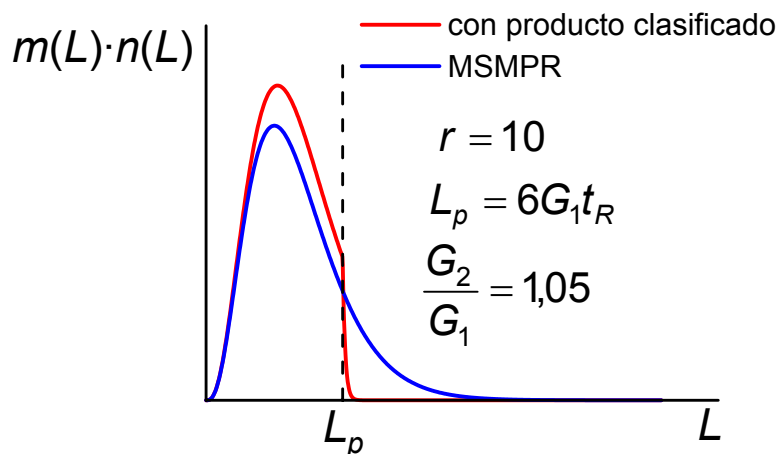 m(L)·n(L)
con producto clasificado
MSMPR
r = 10
L_p = 6G_1t_R
G_2/G_1 = 1,05
L_p
L